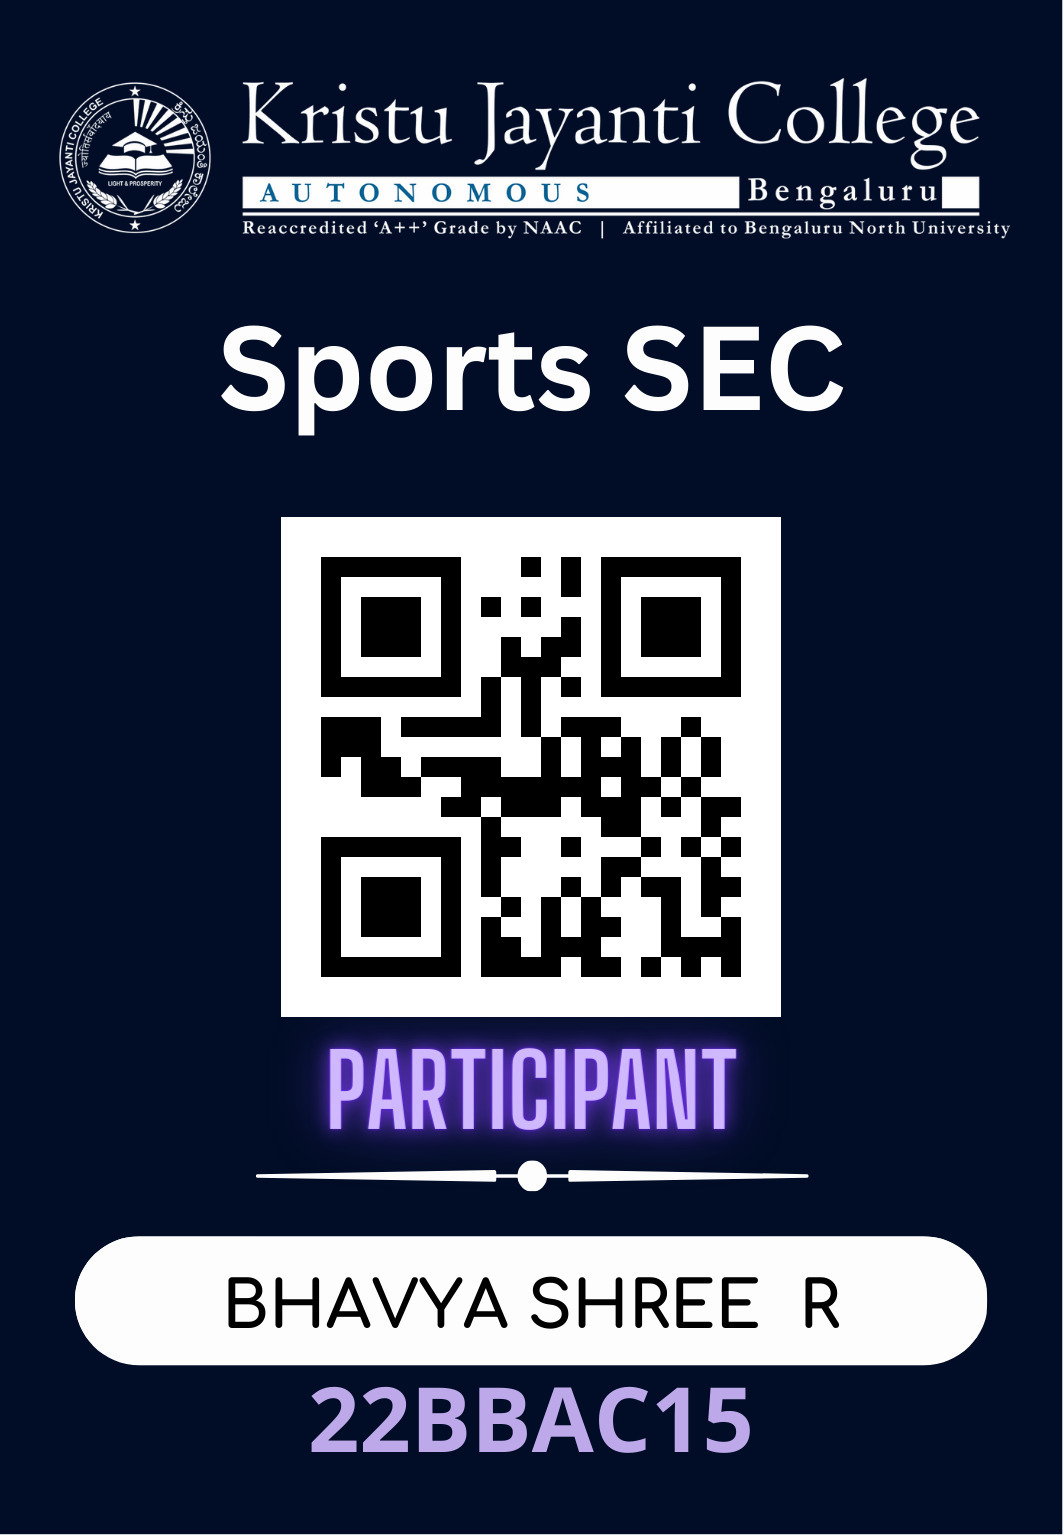 KRISTU JAYANTI COLLEGE
ಕ್ರಿಸ್ತು ಜಯಂತಿ ಕಾಲೇಜು
LIGHT & PROSPERITY
Kristu Jayanti College
AUTONOMOUS Bengaluru
Reaccredited ‘A++’ Grade by NAAC | Affiliated to Bengaluru North University
Sports SEC
PARTICIPANT
BHAVYA SHREE R
22BBAC15